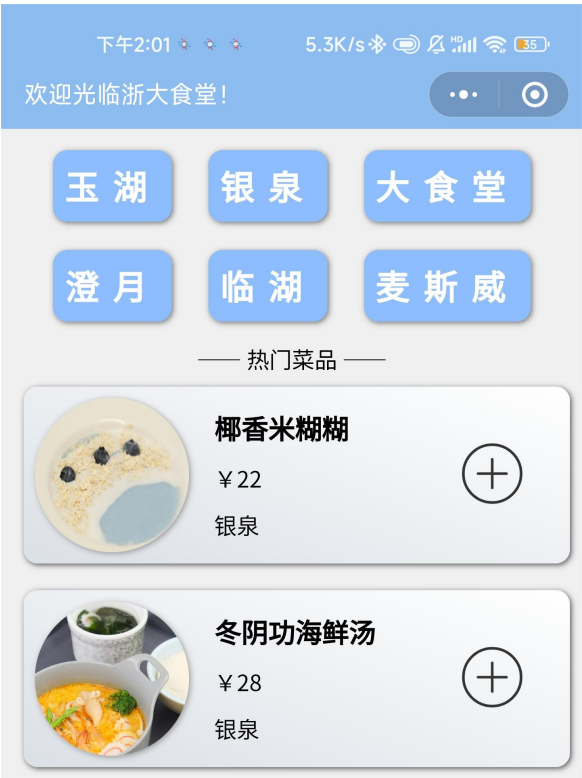 下午2:01 5.3K/s HD 35
欢迎光临浙大食堂！
玉湖 银泉 大食堂
澄月 临湖 麦斯威
热门菜品
椰香米糊糊
￥22
银泉
冬阴功海鲜汤
￥28
银泉